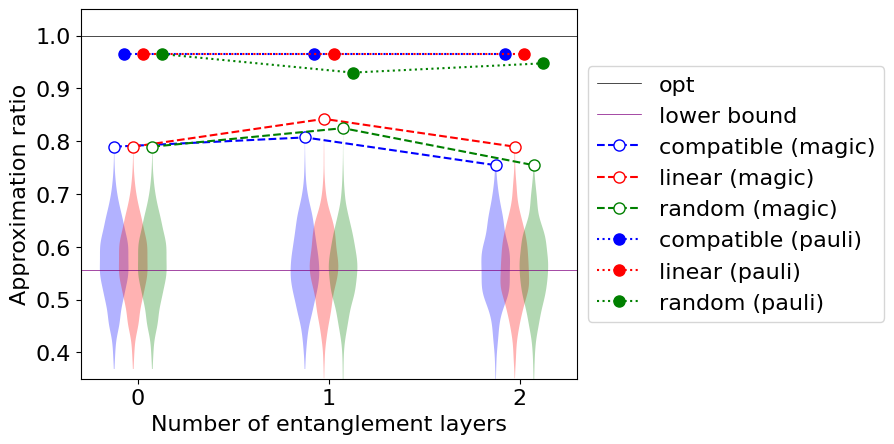 1.0
0.9
0.8
0.7
0.6
0.5
0.4
Approximation ratio
0 1 2
Number of entanglement layers
opt
lower bound
compatible (magic)
linear (magic)
random (magic)
compatible (pauli)
linear (pauli)
random (pauli)